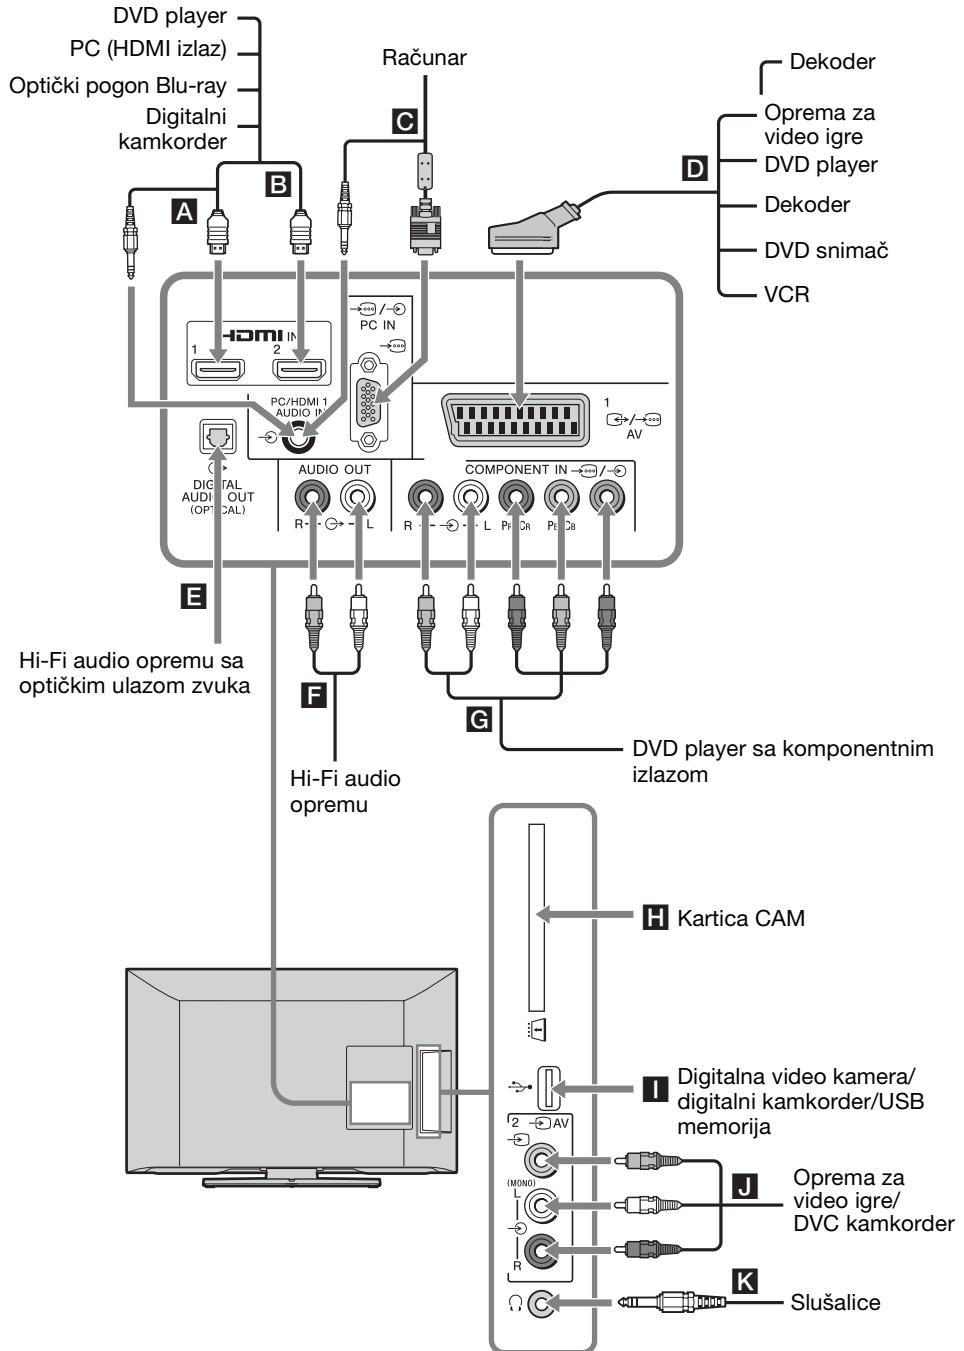 DVD player
PC (HDMI izlaz)
Optički pogon Blu-ray
Digitalni
kamkorder
Računar
Dekoder
Oprema za
video igre
DVD player
Dekoder
DVD snimač
VCR
A
B
C
D
HDMI IN
1
2
PC IN
PC/HDMI 1
AUDIO IN
1
AV
DIGITAL
AUDIO OUT
(OPTICAL)
AUDIO OUT
R
L
COMPONENT IN
R
L
PR/CR
PB/CB
E
Hi-Fi audio opremu sa
optičkim ulazom zvuka
F
Hi-Fi audio
opremu
G
DVD player sa komponentnim
izlazom
H Kartica CAM
I Digitalna video kamera/
digitalni kamkorder/USB
memorija
2 AV
(MONO)
L
R
J
Oprema za
video igre/
DVC kamkorder
K
Slušalice